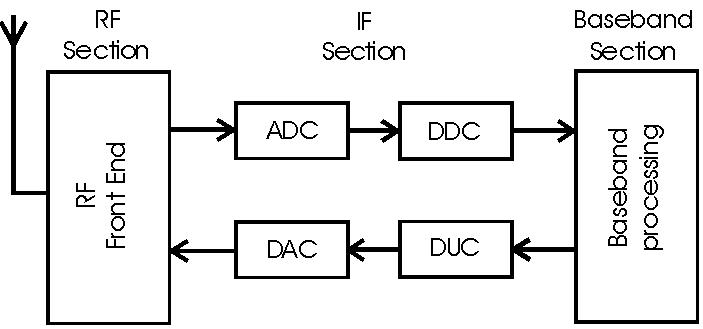 RF
Section
IF
Section
Baseband
Section
RF
Front End
ADC
DDC
DAC
DUC
Baseband
processing